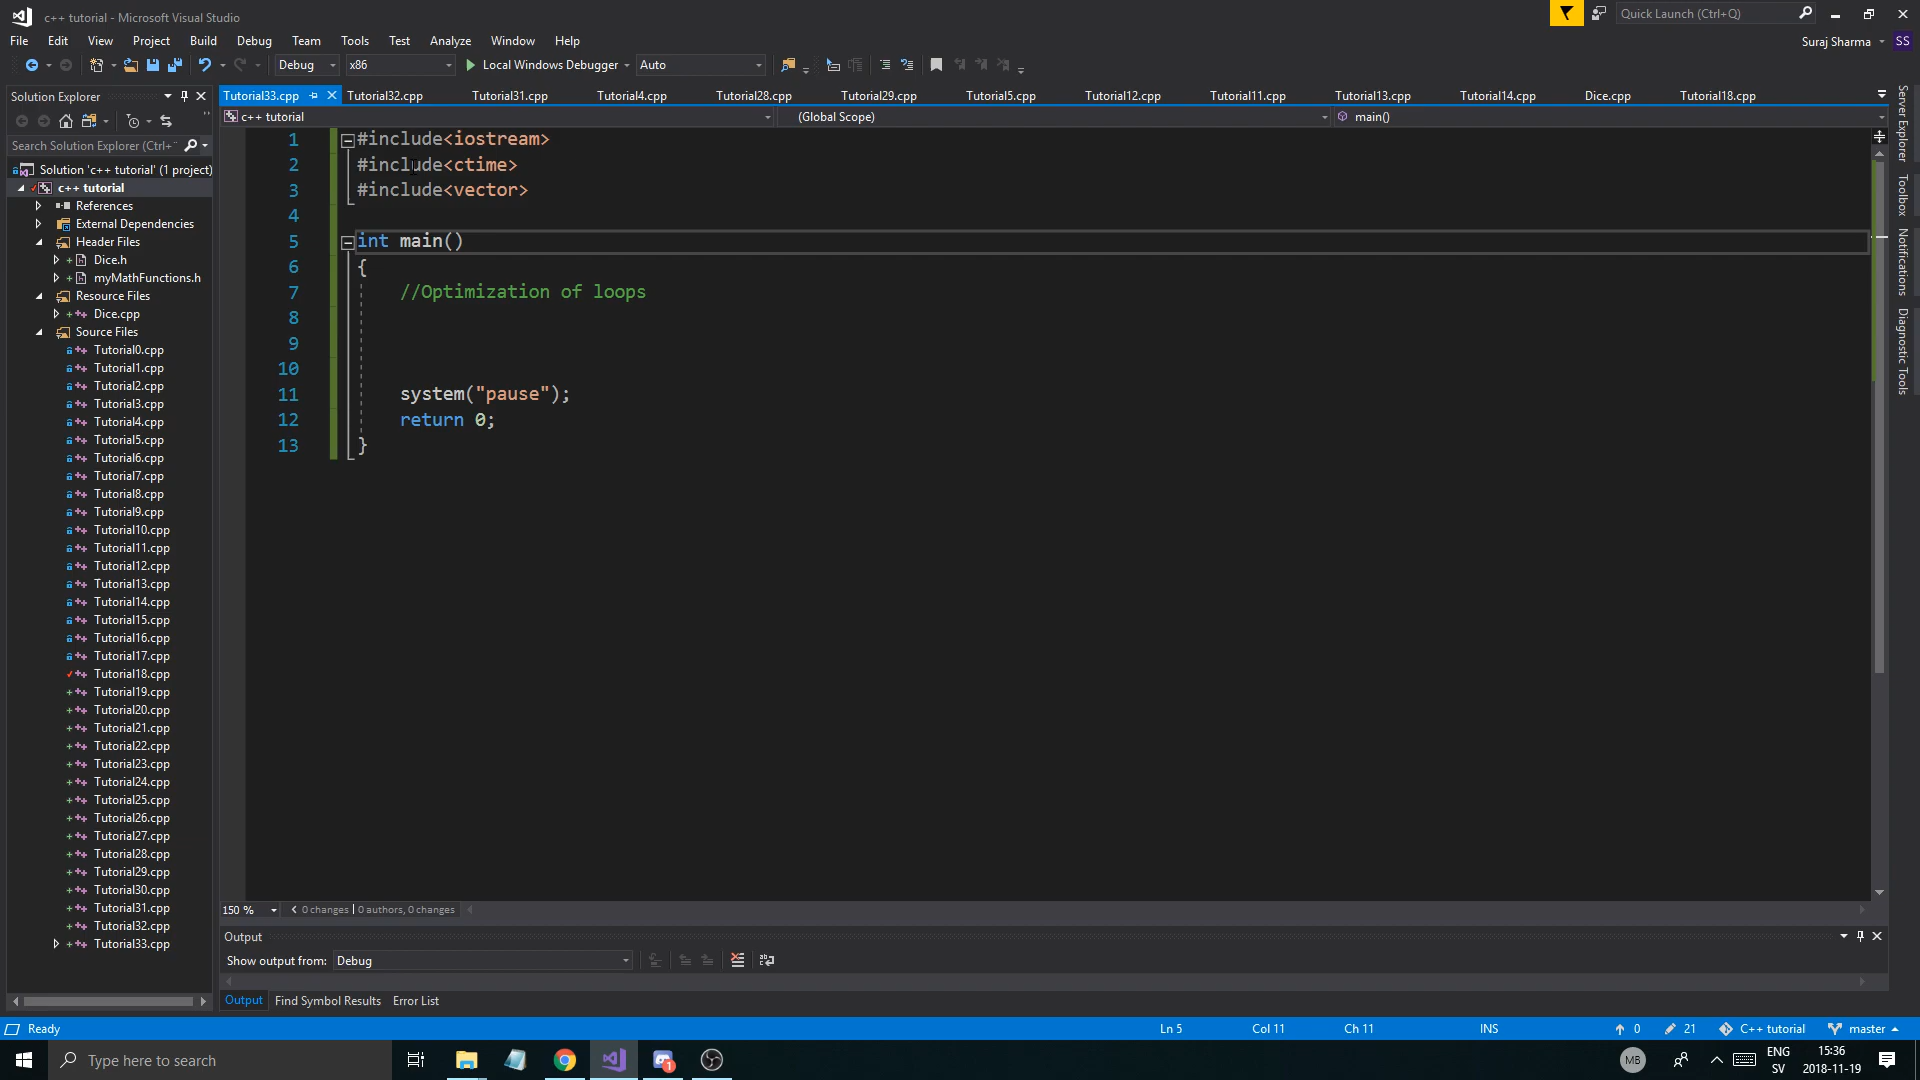 c++ tutorial - Microsoft Visual Studio
Quick Launch (Ctrl+Q)
File Edit View Project Build Debug Team Tools Test Analyze Window Help
Suraj Sharma
SS
Debug x86 Local Windows Debugger Auto
Solution Explorer
Tutorial33.cpp Tutorial32.cpp Tutorial31.cpp Tutorial4.cpp Tutorial28.cpp Tutorial29.cpp Tutorial5.cpp Tutorial12.cpp Tutorial11.cpp Tutorial13.cpp Tutorial14.cpp Dice.cpp Tutorial18.cpp
c++ tutorial (Global Scope) main()
Search Solution Explorer (Ctrl+
Solution 'c++ tutorial' (1 project)
c++ tutorial
References
External Dependencies
Header Files
Dice.h
myMathFunctions.h
Resource Files
Dice.cpp
Source Files
Tutorial0.cpp
Tutorial1.cpp
Tutorial2.cpp
Tutorial3.cpp
Tutorial4.cpp
Tutorial5.cpp
Tutorial6.cpp
Tutorial7.cpp
Tutorial8.cpp
Tutorial9.cpp
Tutorial10.cpp
Tutorial11.cpp
Tutorial12.cpp
Tutorial13.cpp
Tutorial14.cpp
Tutorial15.cpp
Tutorial16.cpp
Tutorial17.cpp
Tutorial18.cpp
Tutorial19.cpp
Tutorial20.cpp
Tutorial21.cpp
Tutorial22.cpp
Tutorial23.cpp
Tutorial24.cpp
Tutorial25.cpp
Tutorial26.cpp
Tutorial27.cpp
Tutorial28.cpp
Tutorial29.cpp
Tutorial30.cpp
Tutorial31.cpp
Tutorial32.cpp
Tutorial33.cpp
1 #include<iostream>
2 #include<ctime>
3 #include<vector>
4
5 int main()
6 {
7 //Optimization of loops
8
9
10
11 system("pause");
12 return 0;
13 }
Server Explorer
Toolbox
Notifications
Diagnostic Tools
150 % 0 changes | 0 authors, 0 changes
Output
Show output from: Debug
Output Find Symbol Results Error List
Ready Ln 5 Col 11 Ch 11 INS 0 21 C++ tutorial master
Type here to search
MB
ENG
SV
15:36
2018-11-19